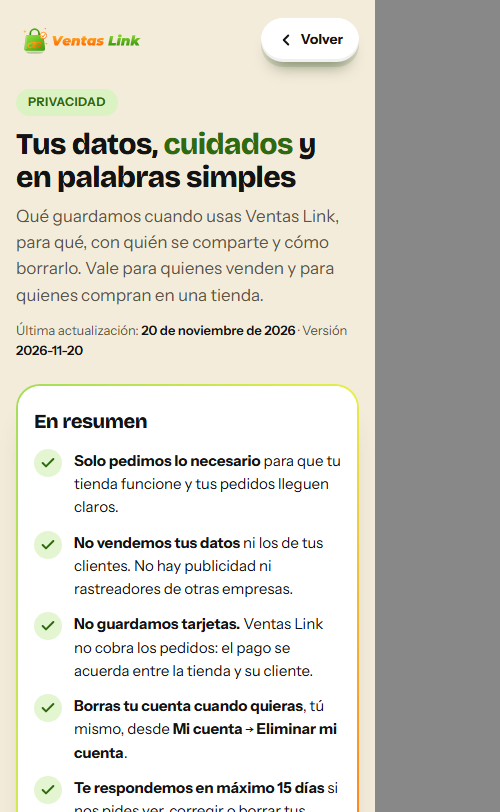 Ventas Link
Volver
PRIVACIDAD
Tus datos, cuidados y
en palabras simples
Qué guardamos cuando usas Ventas Link,
para qué, con quién se comparte y cómo
borrarlo. Vale para quienes venden y para
quienes compran en una tienda.
Última actualización: 20 de noviembre de 2026 · Versión
2026-11-20
En resumen
Solo pedimos lo necesario para que tu
tienda funcione y tus pedidos lleguen
claros.
No vendemos tus datos ni los de tus
clientes. No hay publicidad ni
rastreadores de otras empresas.
No guardamos tarjetas. Ventas Link
no cobra los pedidos: el pago se
acuerda entre la tienda y su cliente.
Borras tu cuenta cuando quieras, tú
mismo, desde Mi cuenta → Eliminar mi
cuenta.
Te respondemos en máximo 15 días si
nos pides ver, corregir o borrar tus